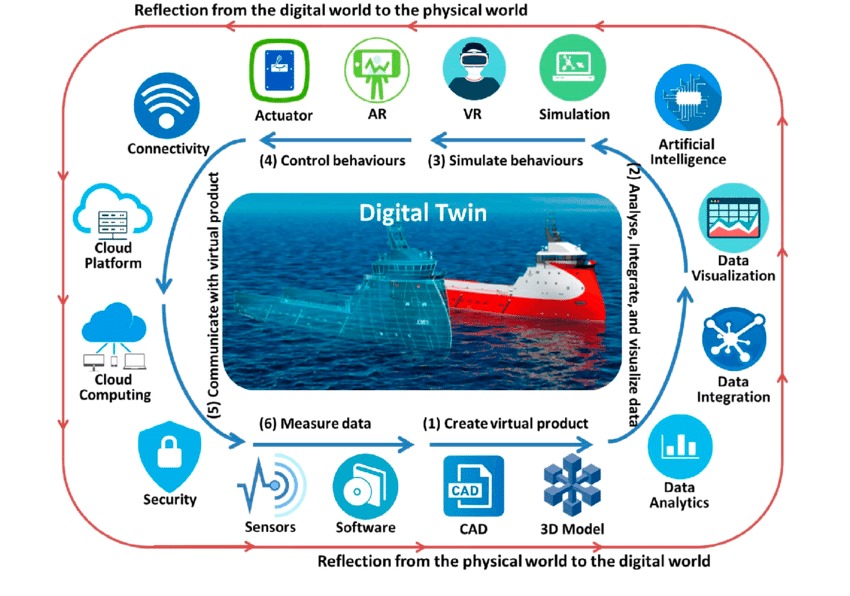 Reflection from the digital world to the physical world
Actuator
AR
VR
Simulation
Connectivity
Artificial
Intelligence
(4) Control behaviours
(3) Simulate behaviours
(2) Analyse, Integrate, and visualize data
Digital Twin
Cloud
Platform
Data
Visualization
(5) Communicate with virtual product
Cloud
Computing
Data
Integration
(6) Measure data
(1) Create virtual product
Security
Sensors
Software
CAD
CAD
3D Model
Data
Analytics
Reflection from the physical world to the digital world